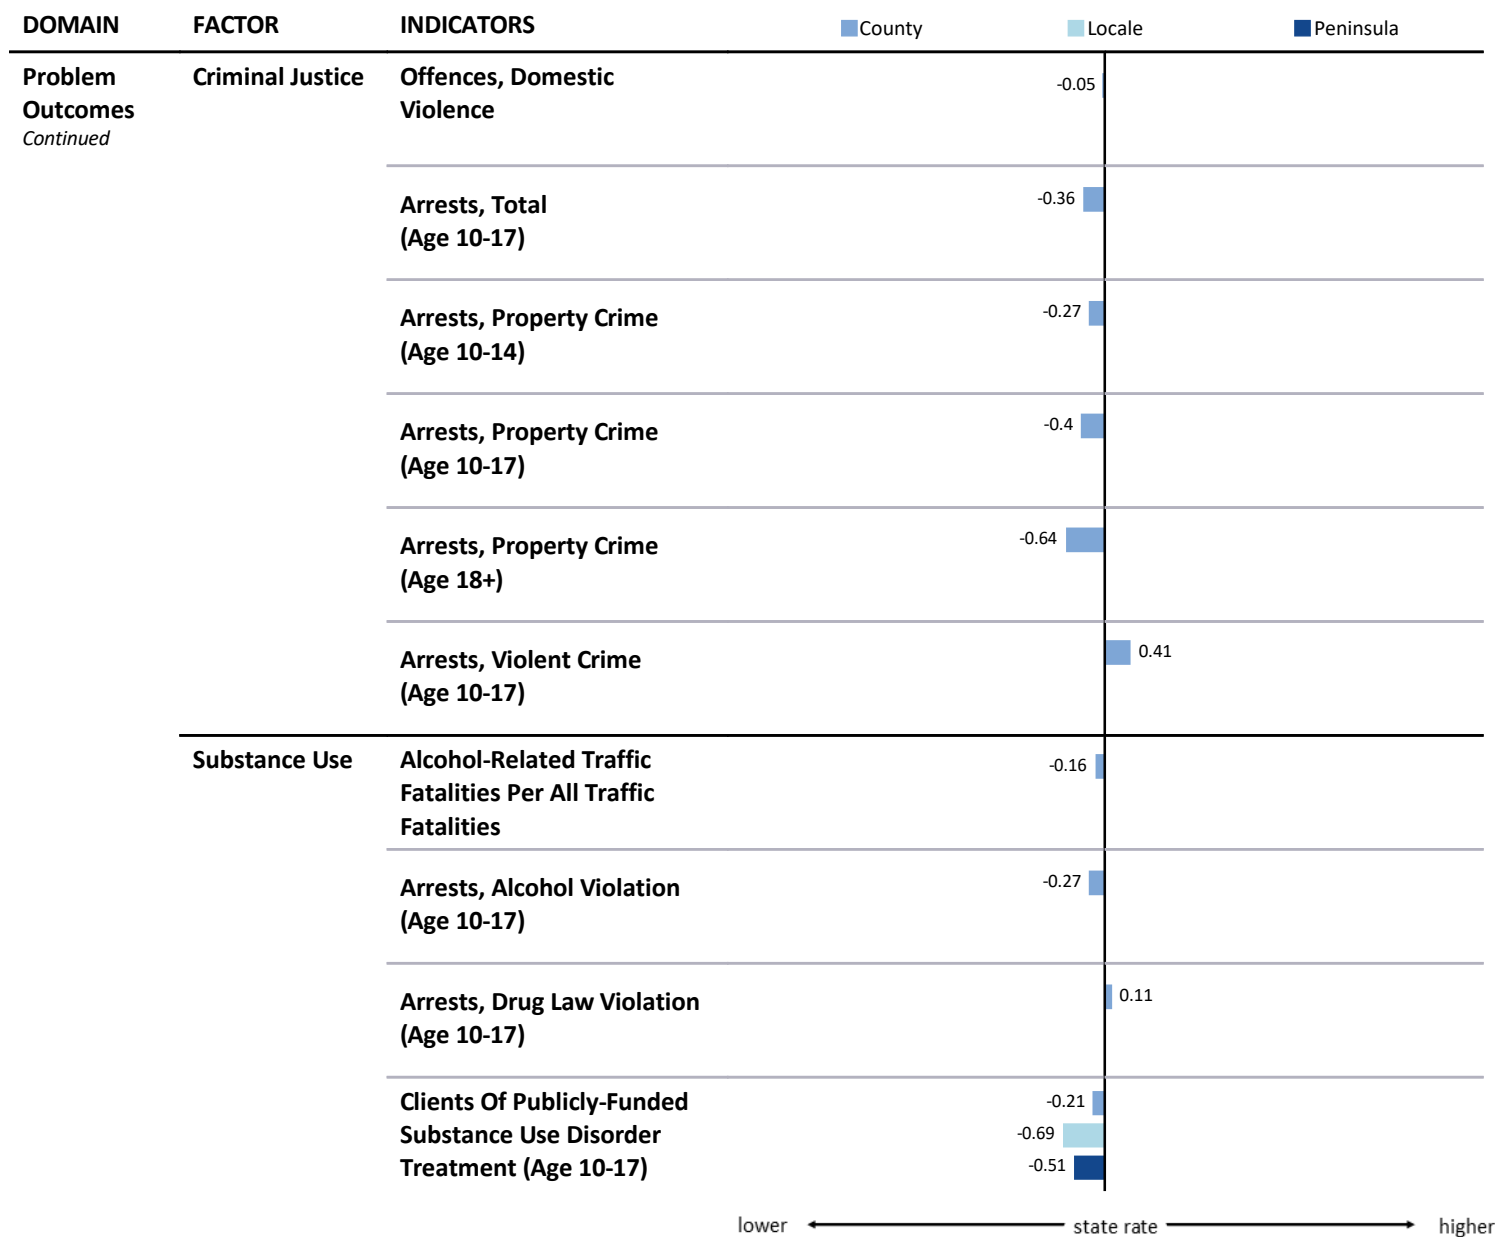 DOMAIN FACTOR INDICATORS County Locale Peninsula
Problem Outcomes Continued
Criminal Justice
Offences, Domestic
Violence
-0.05
Arrests, Total
(Age 10-17)
-0.36
Arrests, Property Crime
(Age 10-14)
-0.27
Arrests, Property Crime
(Age 10-17)
-0.4
Arrests, Property Crime
(Age 18+)
-0.64
Arrests, Violent Crime
(Age 10-17)
0.41
Substance Use
Alcohol-Related Traffic
Fatalities Per All Traffic
Fatalities
-0.16
Arrests, Alcohol Violation
(Age 10-17)
-0.27
Arrests, Drug Law Violation
(Age 10-17)
0.11
Clients Of Publicly-Funded
Substance Use Disorder
Treatment (Age 10-17)
-0.21
-0.69
-0.51
lower state rate higher